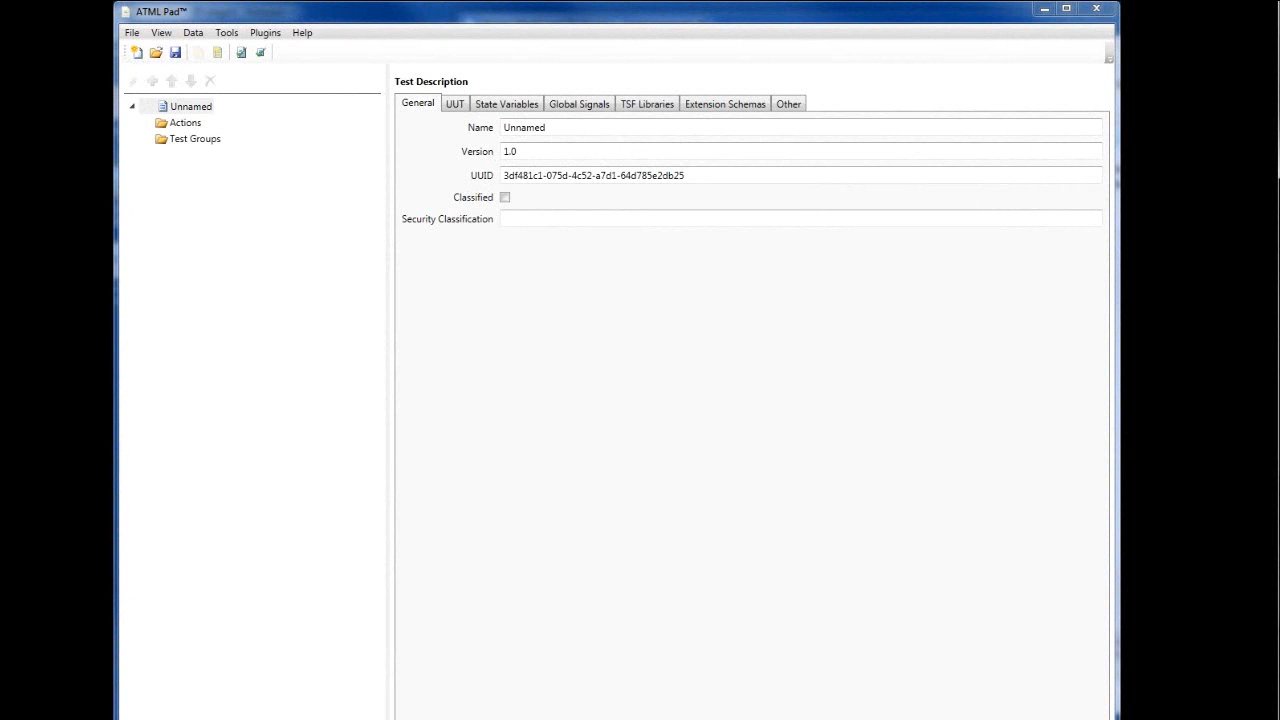 ATML Pad™
File View Data Tools Plugins Help
Unnamed
Actions
Test Groups
Test Description
General UUT State Variables Global Signals TSF Libraries Extension Schemas Other
Name Unnamed
Version 1.0
UUID 3df481c1-075d-4c52-a7d1-64d785e2db25
Classified
Security Classification